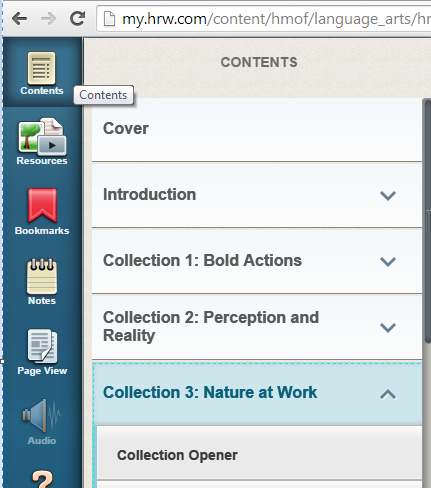 my.hrw.com/content/hmof/language_arts/hr
CONTENTS
Contents
Contents
Resources
Bookmarks
Notes
Page View
Audio
?
Cover
Introduction
Collection 1: Bold Actions
Collection 2: Perception and
Reality
Collection 3: Nature at Work
Collection Opener